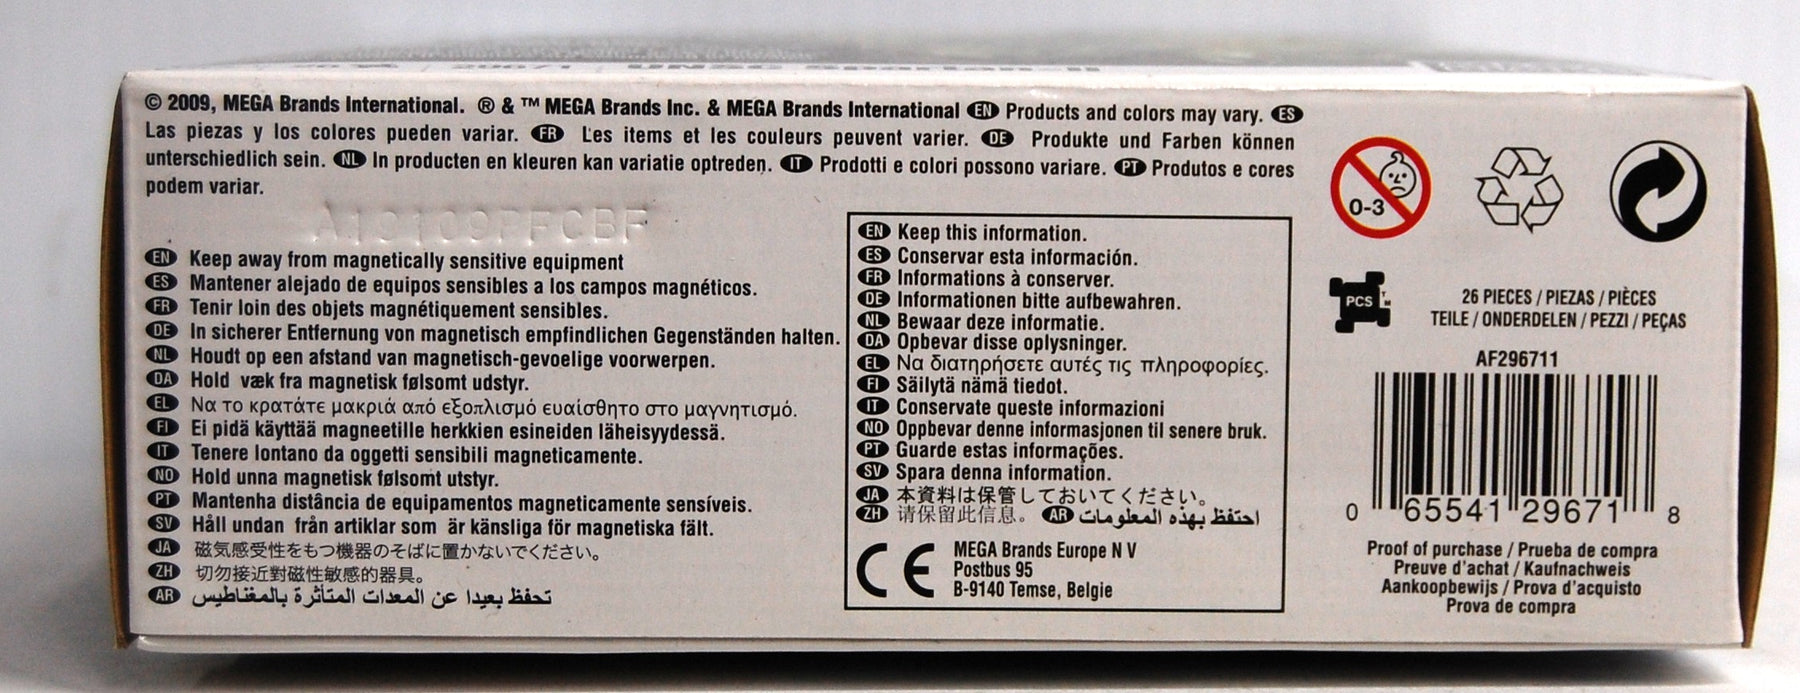 © 2009, MEGA Brands International. ® & ™ MEGA Brands Inc. & MEGA Brands International EN Products and colors may vary. ES
Las piezas y los colores pueden variar. FR Les items et les couleurs peuvent varier. DE Produkte und Farben können
unterschiedlich sein. NL In producten en kleuren kan variatie optreden. IT Prodotti e colori possono variare. PT Produtos e cores
podem variar.
EN Keep away from magnetically sensitive equipment
ES Mantener alejado de equipos sensibles a los campos magnéticos.
FR Tenir loin des objets magnétiquement sensibles.
DE In sicherer Entfernung von magnetisch empfindlichen Gegenständen halten.
NL Houdt op een afstand van magnetisch-gevoelige voorwerpen.
DA Hold væk fra magnetisk følsomt udstyr.
EL Να το κρατάτε μακριά από εξοπλισμό ευαίσθητο στο μαγνητισμό.
FI Ei pidä käyttää magneetille herkkien esineiden läheisyydessä.
IT Tenere lontano da oggetti sensibili magneticamente.
NO Hold unna magnetisk følsomt utstyr.
PT Mantenha distância de equipamentos magneticamente sensíveis.
SV Håll undan från artiklar som är känsliga för magnetiska fält.
JA 磁気感受性をもつ機器のそばに置かないでください。
ZH 切勿接近對磁性敏感的器具。
AR تحفظ بعيدا عن المعدات المتأثرة بالمغناطيس
EN Keep this information.
ES Conservar esta información.
FR Informations à conserver.
DE Informationen bitte aufbewahren.
NL Bewaar deze informatie.
DA Opbevar disse oplysninger.
EL Να διατηρήσετε αυτές τις πληροφορίες.
FI Säilytä nämä tiedot.
IT Conservate queste informazioni
NO Oppbevar denne informasjonen til senere bruk.
PT Guarde estas informações.
SV Spara denna information.
JA 本資料は保管しておいてください。
ZH 请保留此信息。 AR احتفظ بهذه المعلومات
CE
MEGA Brands Europe N V
Postbus 95
B-9140 Temse, Belgie
0-3
PCS TM
26 PIECES / PIEZAS / PIÈCES
TEILE / ONDERDELEN / PEZZI / PEÇAS
AF296711
0 65541 29671 8
Proof of purchase / Prueba de compra
Preuve d'achat / Kaufnachweis
Aankoopbewijs / Prova d'acquisto
Prova de compra